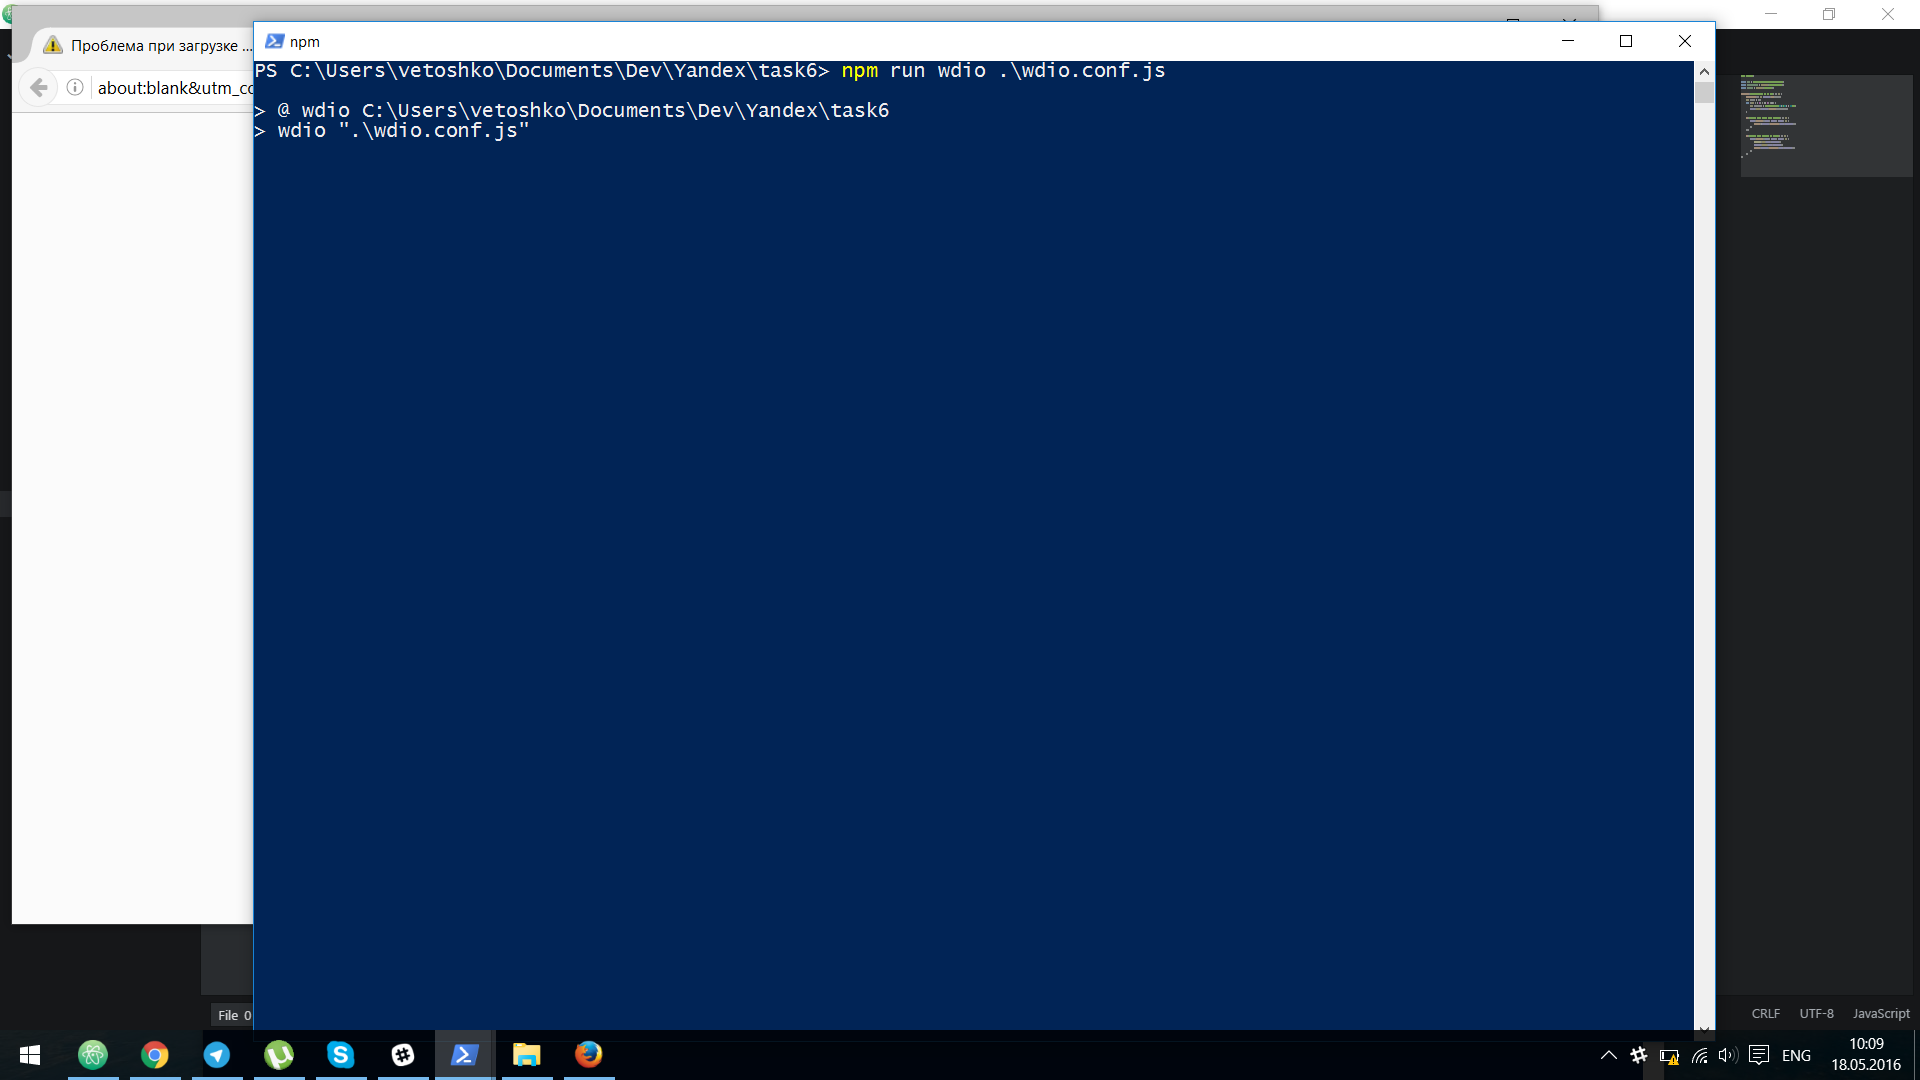 Проблема при загрузке ...
about:blank&utm_co
npm
PS C:\Users\vetoshko\Documents\Dev\Yandex\task6> npm run wdio .\wdio.conf.js
> @ wdio C:\Users\vetoshko\Documents\Dev\Yandex\task6
> wdio ".\wdio.conf.js"
File 0
CRLF UTF-8 JavaScript
ENG
10:09
18.05.2016